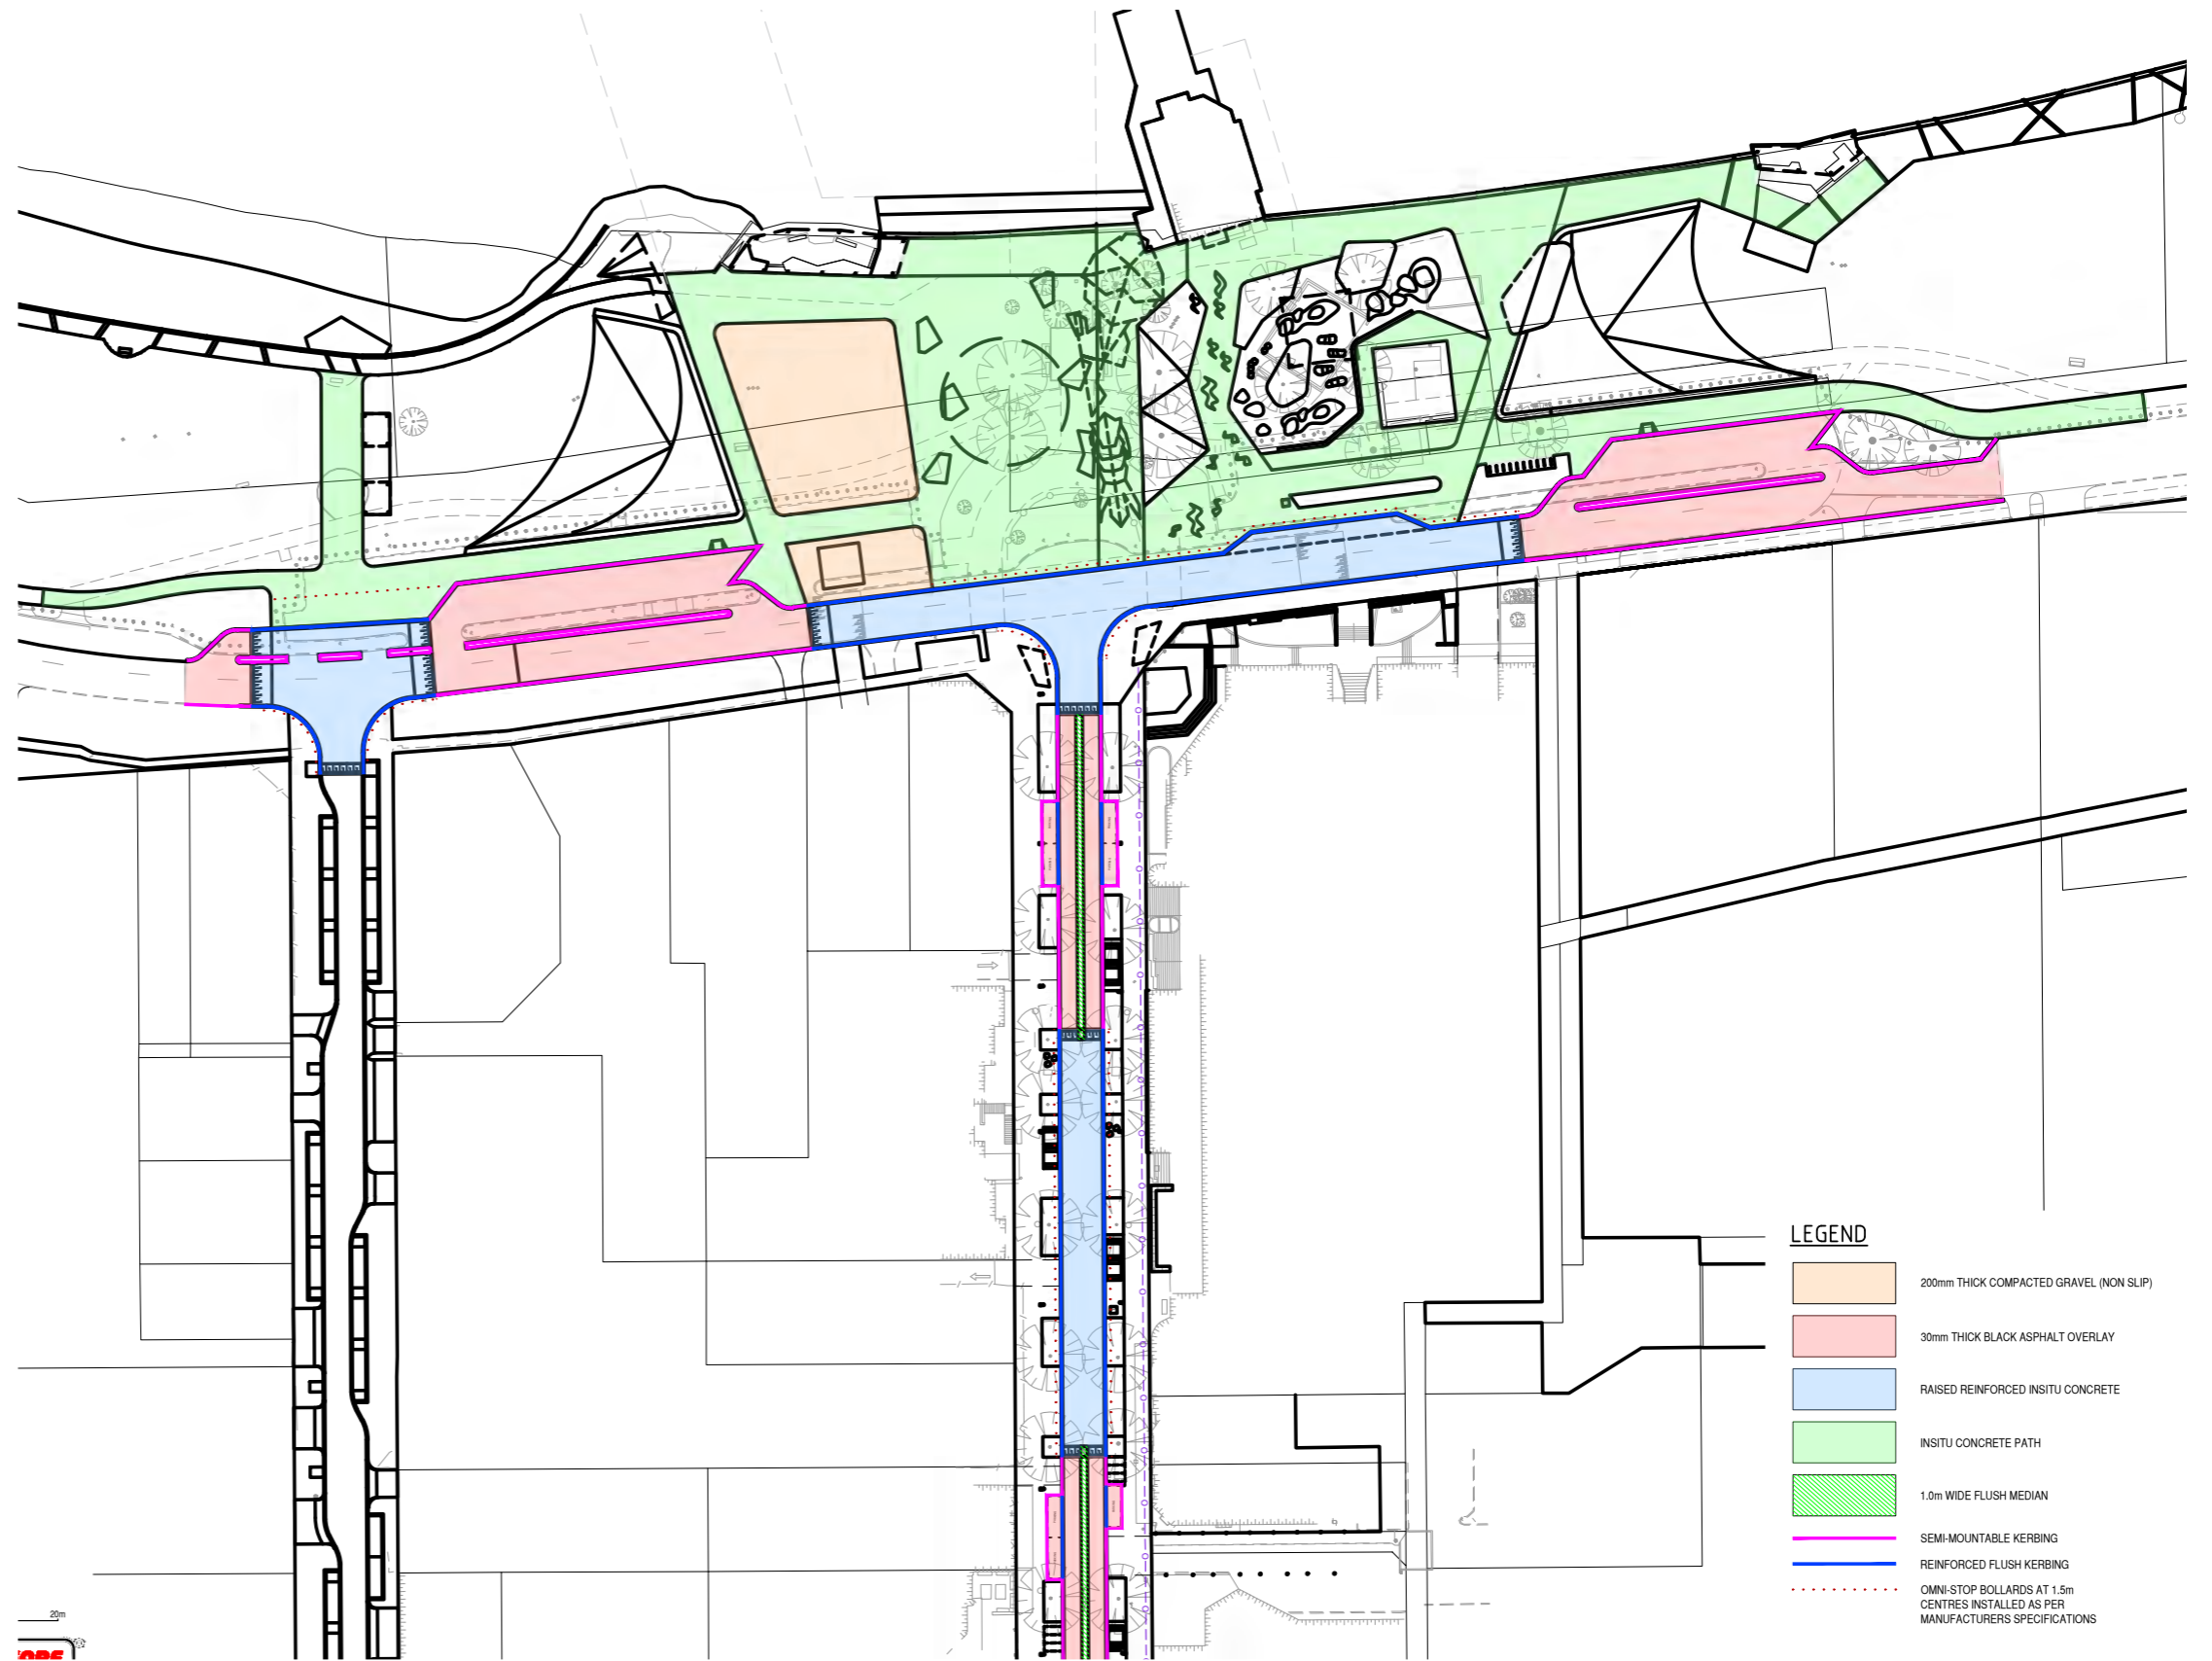 LEGEND
200mm THICK COMPACTED GRAVEL (NON SLIP)
30mm THICK BLACK ASPHALT OVERLAY
RAISED REINFORCED INSITU CONCRETE
INSITU CONCRETE PATH
1.0m WIDE FLUSH MEDIAN
SEMI-MOUNTABLE KERBING
REINFORCED FLUSH KERBING
OMNI-STOP BOLLARDS AT 1.5m
CENTRES INSTALLED AS PER
MANUFACTURERS SPECIFICATIONS
20m